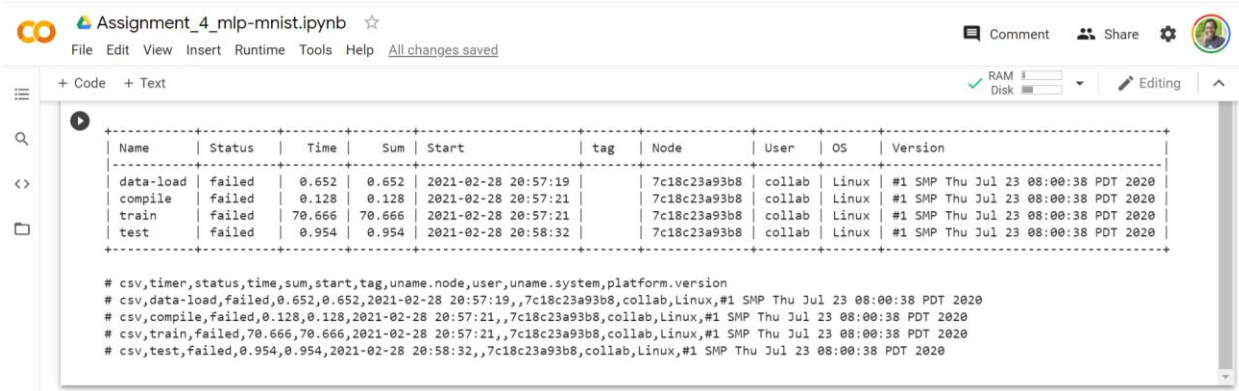 Assignment_4_mlp-mnist.ipynb
Comment Share
File Edit View Insert Runtime Tools Help All changes saved
+ Code + Text
RAM
Disk
Editing
+-----------+----------+--------+--------+---------------------+-------+--------------+--------+-------+-------------------------------------+
| Name | Status | Time | Sum | Start | tag | Node | User | OS | Version |
|-----------+----------+--------+--------+---------------------+-------+--------------+--------+-------+-------------------------------------|
| data-load | failed | 0.652 | 0.652 | 2021-02-28 20:57:19 | | 7c18c23a93b8 | collab | Linux | #1 SMP Thu Jul 23 08:00:38 PDT 2020 |
| compile | failed | 0.128 | 0.128 | 2021-02-28 20:57:21 | | 7c18c23a93b8 | collab | Linux | #1 SMP Thu Jul 23 08:00:38 PDT 2020 |
| train | failed | 70.666 | 70.666 | 2021-02-28 20:57:21 | | 7c18c23a93b8 | collab | Linux | #1 SMP Thu Jul 23 08:00:38 PDT 2020 |
| test | failed | 0.954 | 0.954 | 2021-02-28 20:58:32 | | 7c18c23a93b8 | collab | Linux | #1 SMP Thu Jul 23 08:00:38 PDT 2020 |
+-----------+----------+--------+--------+---------------------+-------+--------------+--------+-------+-------------------------------------+
# csv,timer,status,time,sum,start,tag,uname.node,user,uname.system,platform.version
# csv,data-load,failed,0.652,0.652,2021-02-28 20:57:19,,7c18c23a93b8,collab,Linux,#1 SMP Thu Jul 23 08:00:38 PDT 2020
# csv,compile,failed,0.128,0.128,2021-02-28 20:57:21,,7c18c23a93b8,collab,Linux,#1 SMP Thu Jul 23 08:00:38 PDT 2020
# csv,train,failed,70.666,70.666,2021-02-28 20:57:21,,7c18c23a93b8,collab,Linux,#1 SMP Thu Jul 23 08:00:38 PDT 2020
# csv,test,failed,0.954,0.954,2021-02-28 20:58:32,,7c18c23a93b8,collab,Linux,#1 SMP Thu Jul 23 08:00:38 PDT 2020